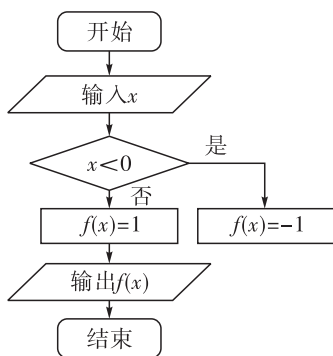 开始
输入x
x<0
是
否
f(x)=1
f(x)=-1
输出f(x)
结束